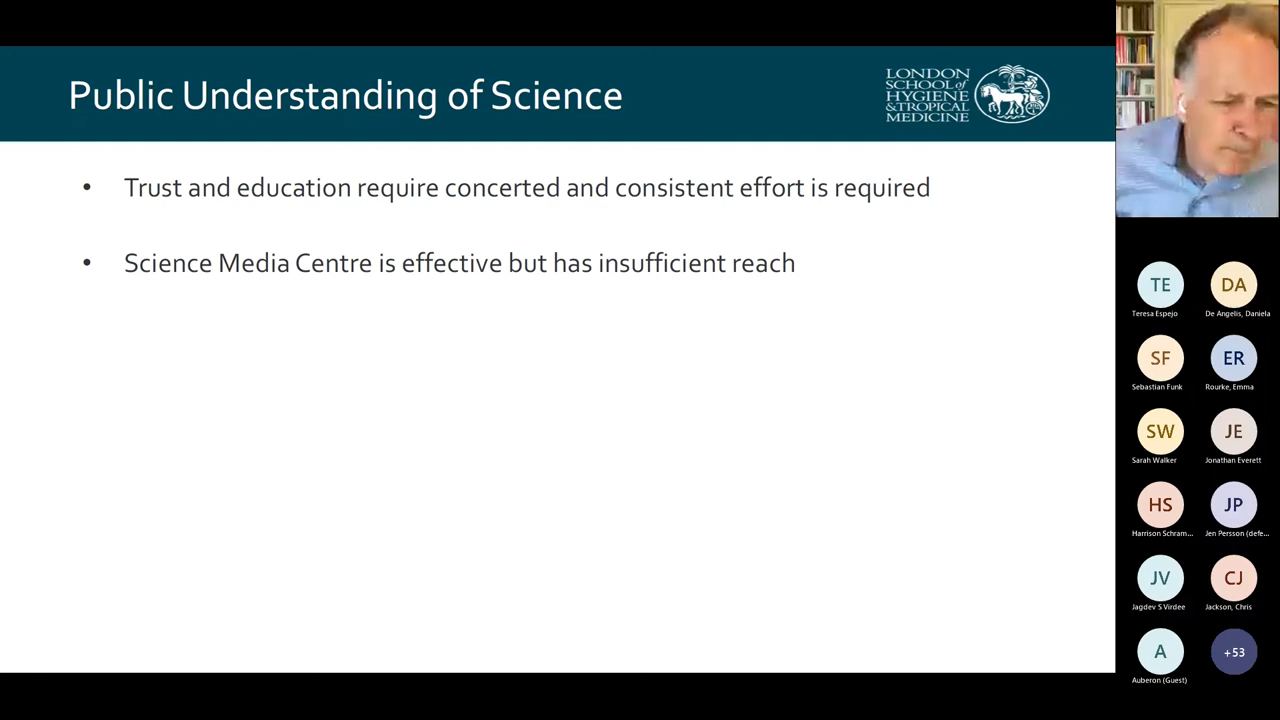 Public Understanding of Science
LONDON
SCHOOL of
HYGIENE
& TROPICAL
MEDICINE
• Trust and education require concerted and consistent effort is required
• Science Media Centre is effective but has insufficient reach
TE
DA
Teresa Espejo
De Angelis, Daniela
SF
ER
Sebastian Funk
Rourke, Emma
SW
JE
Sarah Walker
Jonathan Everett
HS
JP
Harrison Schram...
Jen Persson (defe...
JV
CJ
Jagdev S Virdee
Jackson, Chris
A
+53
Auberon (Guest)